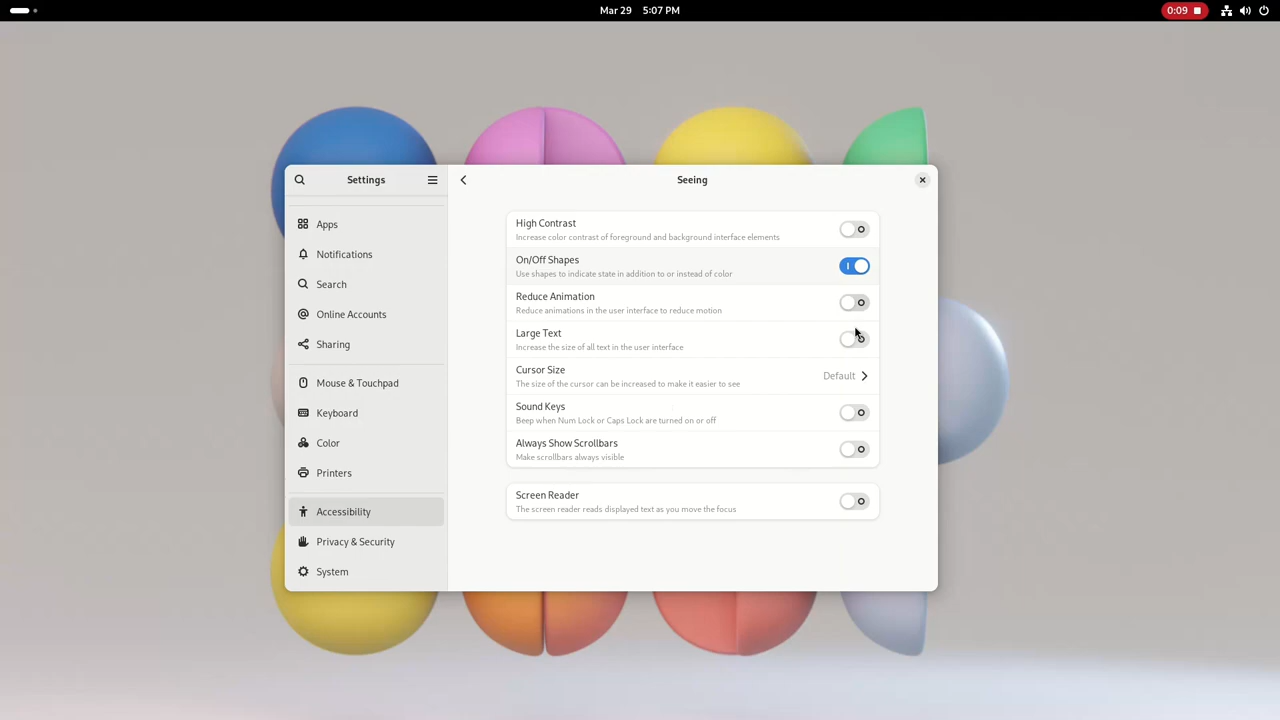 Mar 29 5:07 PM
0:09
Settings
Seeing
Apps
Notifications
Search
Online Accounts
Sharing
Mouse & Touchpad
Keyboard
Color
Printers
Accessibility
Privacy & Security
System
High Contrast
Increase color contrast of foreground and background interface elements
On/Off Shapes
Use shapes to indicate state in addition to or instead of color
Reduce Animation
Reduce animations in the user interface to reduce motion
Large Text
Increase the size of all text in the user interface
Cursor Size
The size of the cursor can be increased to make it easier to see
Default
Sound Keys
Beep when Num Lock or Caps Lock are turned on or off
Always Show Scrollbars
Make scrollbars always visible
Screen Reader
The screen reader reads displayed text as you move the focus